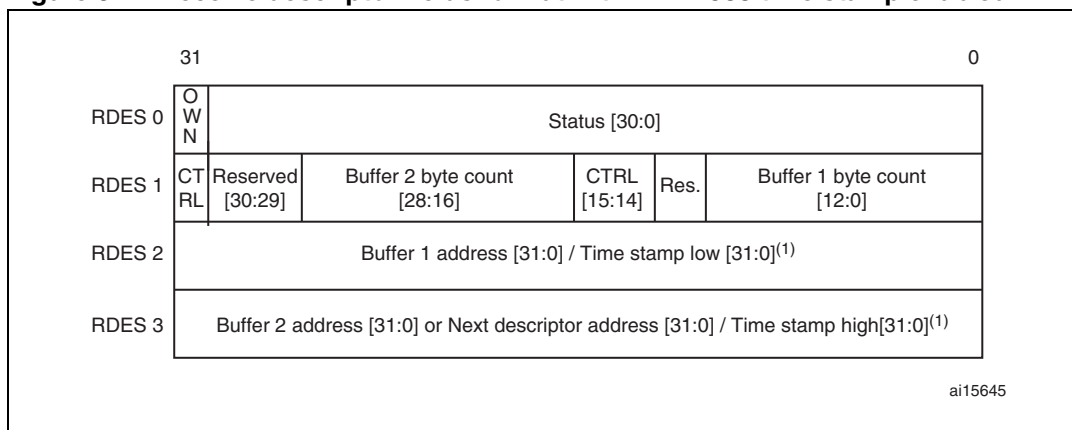 31 0
RDES 0
O
W
N
Status [30:0]
RDES 1
CT
RL
Reserved
[30:29]
Buffer 2 byte count
[28:16]
CTRL
[15:14]
Res.
Buffer 1 byte count
[12:0]
RDES 2
Buffer 1 address [31:0] / Time stamp low [31:0](1)
RDES 3
Buffer 2 address [31:0] or Next descriptor address [31:0] / Time stamp high[31:0](1)
ai15645